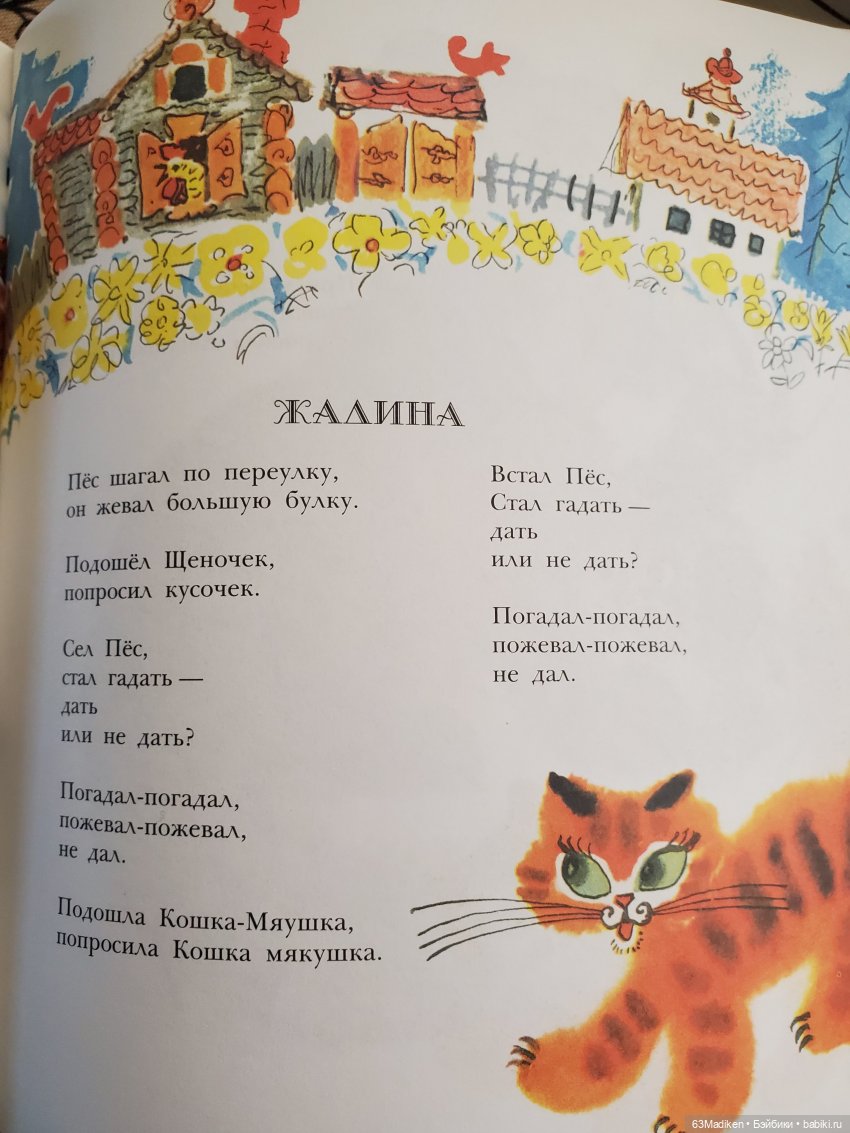 ЖАДИНА
Пёс шагал по переулку,
он жевал большую булку.
Подошёл Щеночек,
попросил кусочек.
Сел Пёс,
стал гадать —
дать
или не дать?
Погадал-погадал,
пожевал-пожевал,
не дал.
Подошла Кошка-Мяушка,
попросила Кошка мякушка.
Встал Пёс,
Стал гадать —
дать
или не дать?
Погадал-погадал,
пожевал-пожевал,
не дал.
63Madiken • Бэйбики • babiki.ru